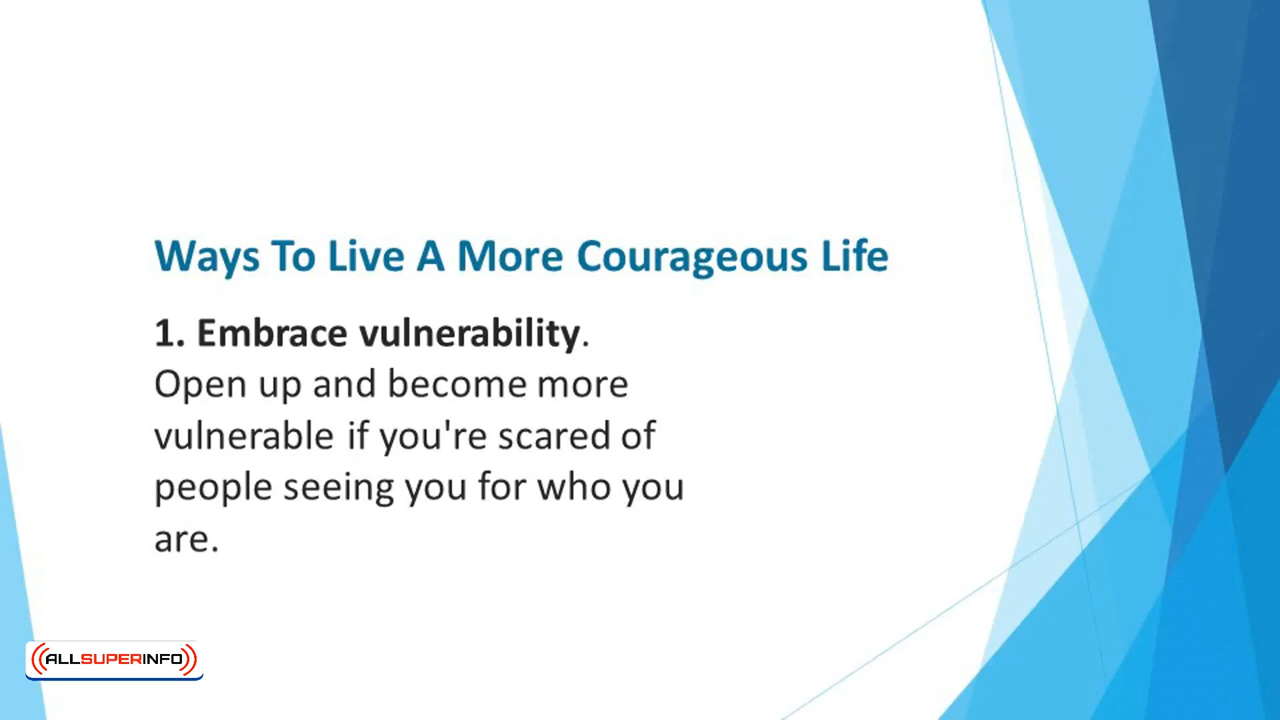 Ways To Live A More Courageous Life
1. Embrace vulnerability.
Open up and become more
vulnerable if you're scared of
people seeing you for who you
are.
ALLSUPERINFO